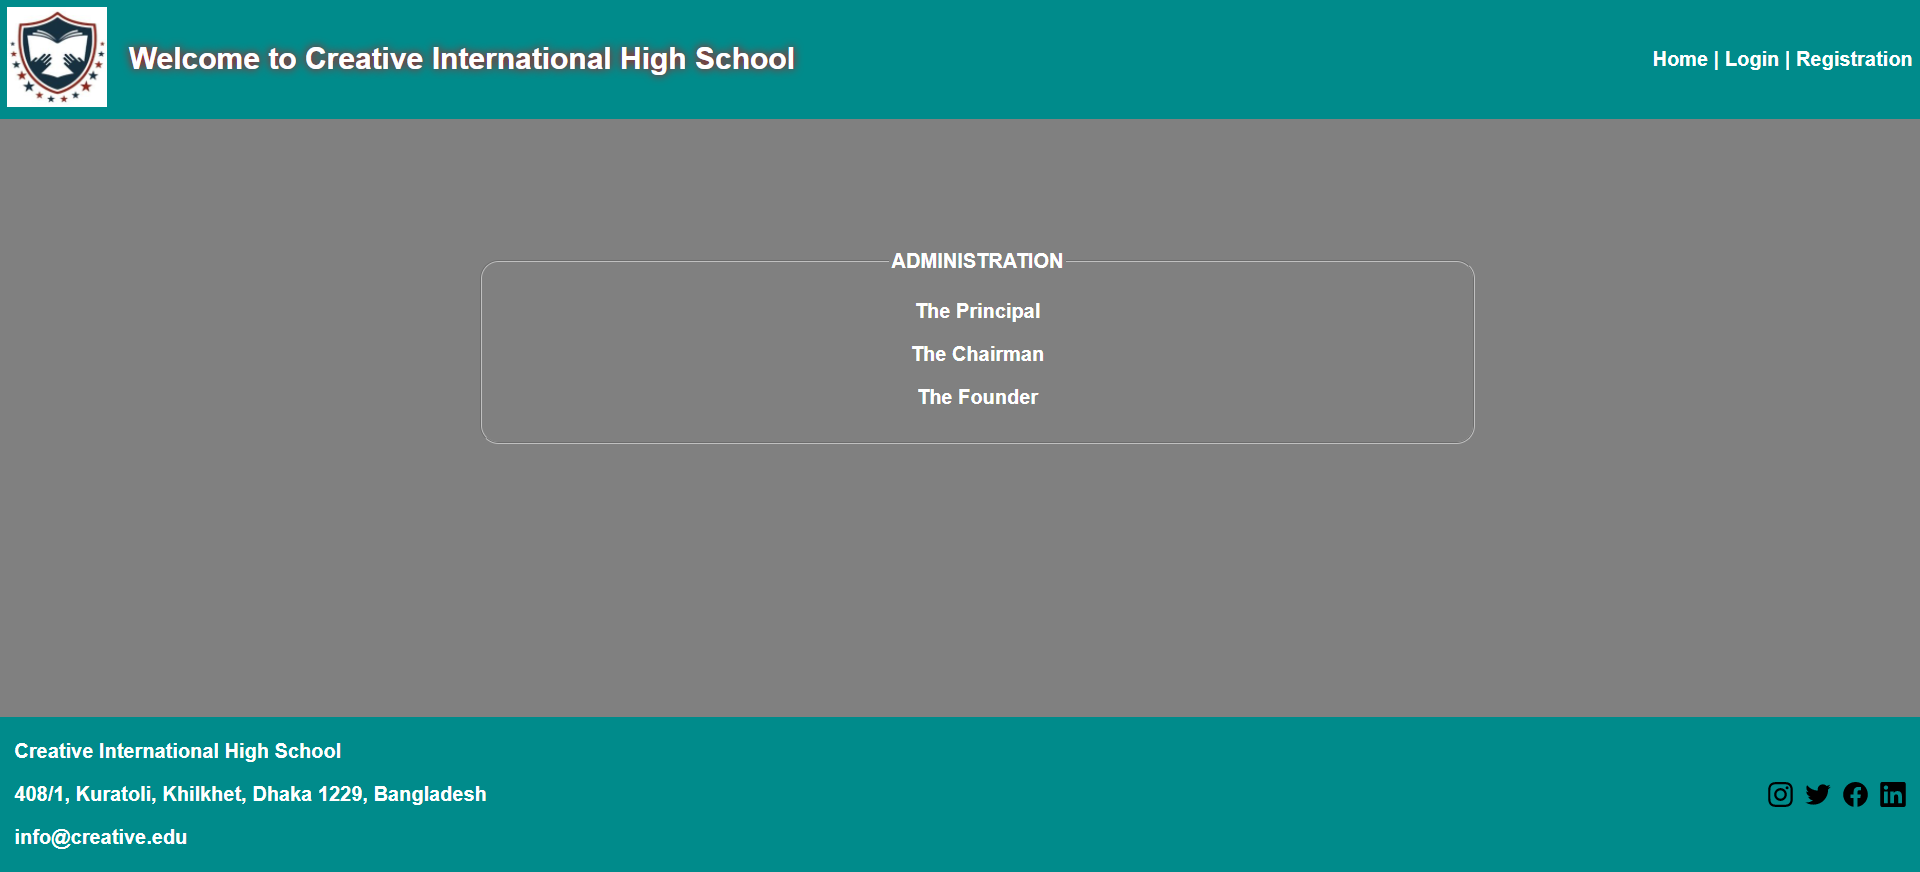 Welcome to Creative International High School
Home | Login | Registration
ADMINISTRATION
The Principal
The Chairman
The Founder
Creative International High School
408/1, Kuratoli, Khilkhet, Dhaka 1229, Bangladesh
info@creative.edu